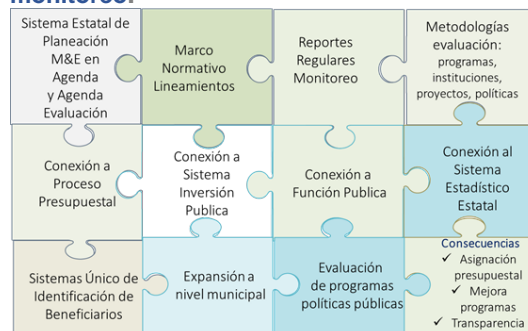 monitoreo.
Sistema Estatal de
Planeación
M&E en
Agenda
y Agenda
Evaluación
Marco
Normativo
Lineamientos
Reportes
Regulares
Monitoreo
Metodologías
evaluación:
programas,
instituciones,
proyectos, políticas
Conexión a
Proceso
Presupuestal
Conexión a
Sistema
Inversión
Publica
Conexión a
Función Publica
Conexión al
Sistema
Estadístico
Estatal
Sistemas Único de
Identificación de
Beneficiarios
Expansión a
nivel municipal
Evaluación
de programas
políticas públicas
Consecuencias
✓ Asignación
presupuestal
✓ Mejora
programas
✓ Transparencia